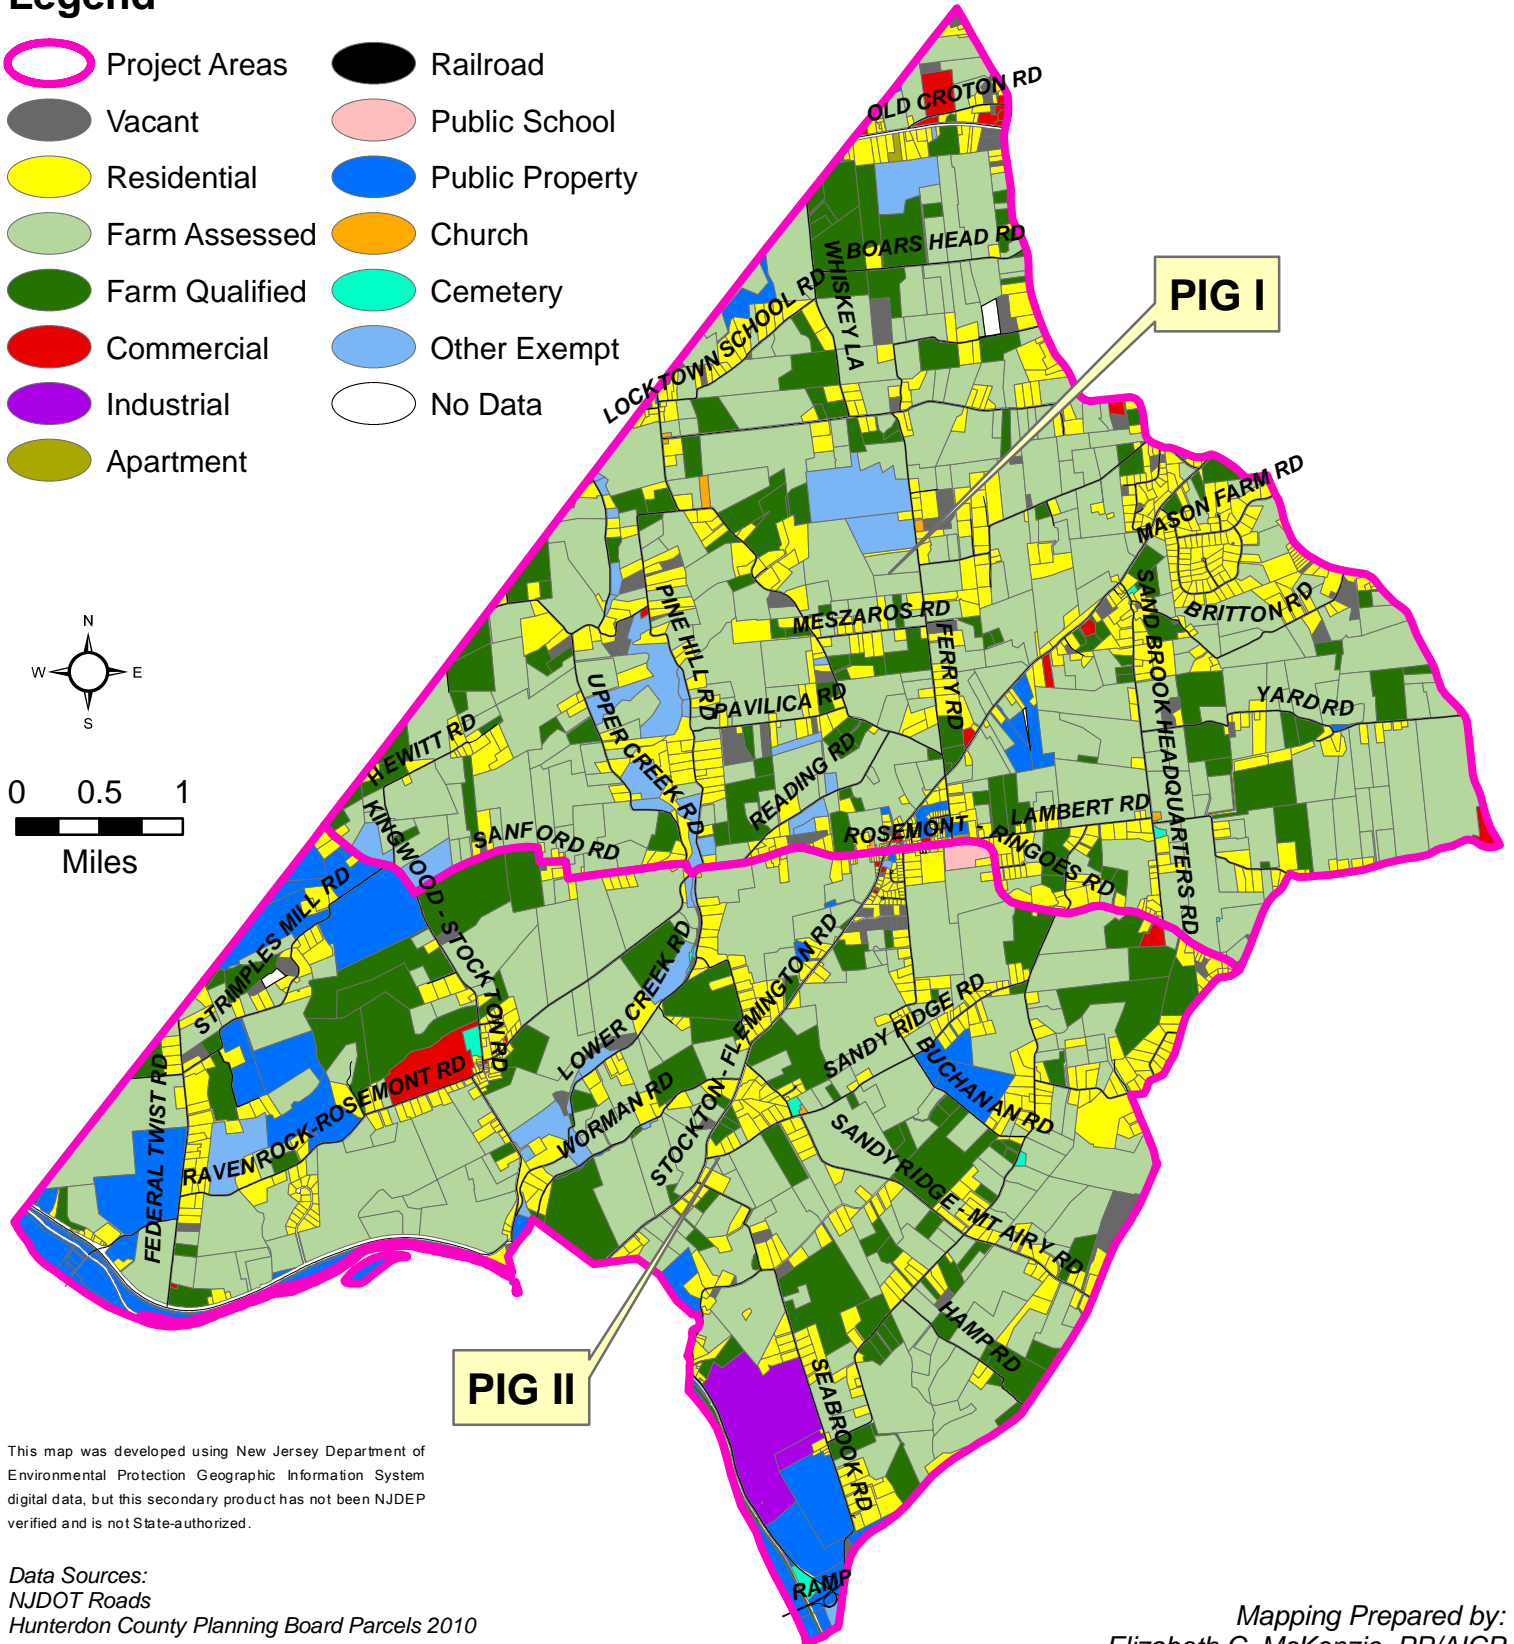 Legend
Project Areas
Vacant
Residential
Farm Assessed
Farm Qualified
Commercial
Industrial
Apartment
Railroad
Public School
Public Property
Church
Cemetery
Other Exempt
No Data
OLD CROTON RD
BOARS HEAD RD
WHISKEY LA
LOCKTOWN SCHOOL RD
PIG I
MASON FARM RD
SAND BROOK HEADQUARTERS RD
BRITTON RD
YARD RD
PINE HILL RD
MESZAROS RD
FERRY RD
UPPER CREEK RD
PAVILICA RD
READING RD
HEWITT RD
KINGWOOD - STOCKTON RD
SANFORD RD
LAMBERT RD
ROSEMONT - RINGOES RD
STRIMPLES MILL RD
LOWER CREEK RD
STOCKTON - FLEMINGTON RD
SANDY RIDGE RD
BUCHANAN RD
FEDERAL TWIST RD
RAVENROCK-ROSEMONT RD
WORMAN RD
SANDY RIDGE - MT AIRY RD
HAMP RD
SEABROOK RD
RAMP
PIG II
N
W
E
S
0 0.5 1
Miles
This map was developed using New Jersey Department of
Environmental Protection Geographic Information System
digital data, but this secondary product has not been NJDEP
verified and is not State-authorized.
Data Sources:
NJDOT Roads
Hunterdon County Planning Board Parcels 2010
Mapping Prepared by:
Elizabeth C. McKenzie, PP/AICP